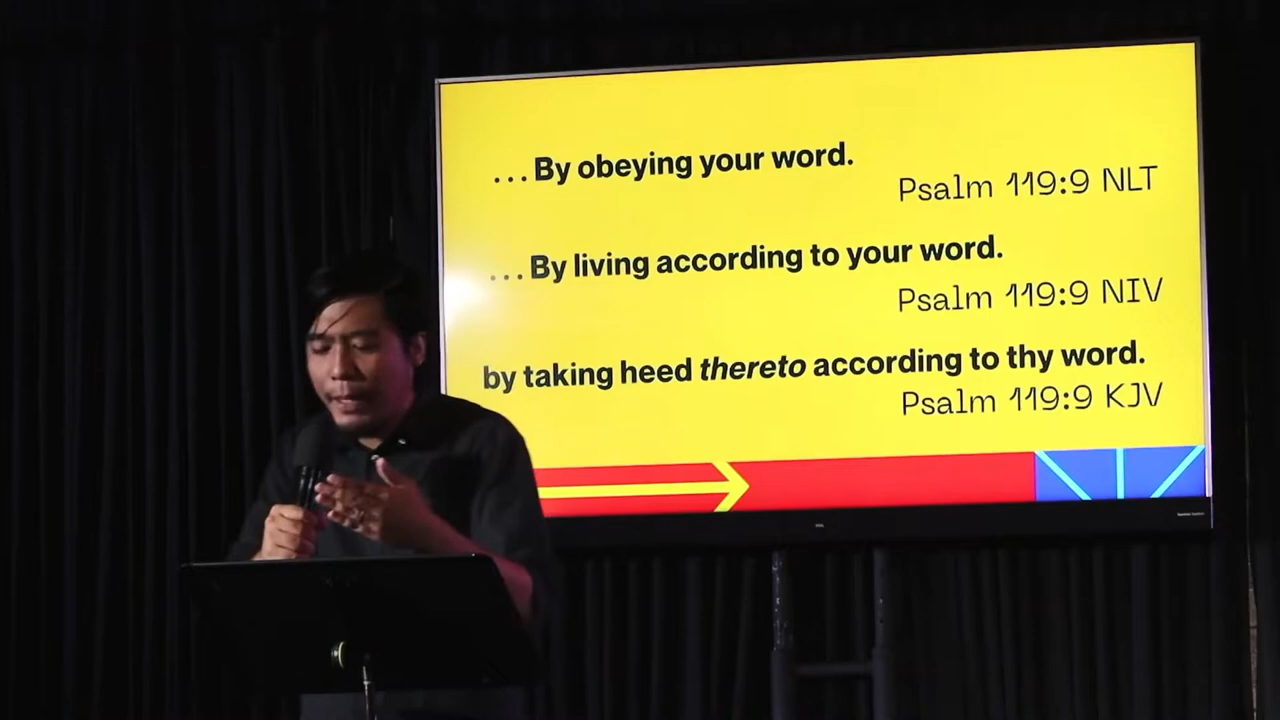 ...By obeying your word.
Psalm 119:9 NLT
...By living according to your word.
Psalm 119:9 NIV
by taking heed thereto according to thy word.
Psalm 119:9 KJV